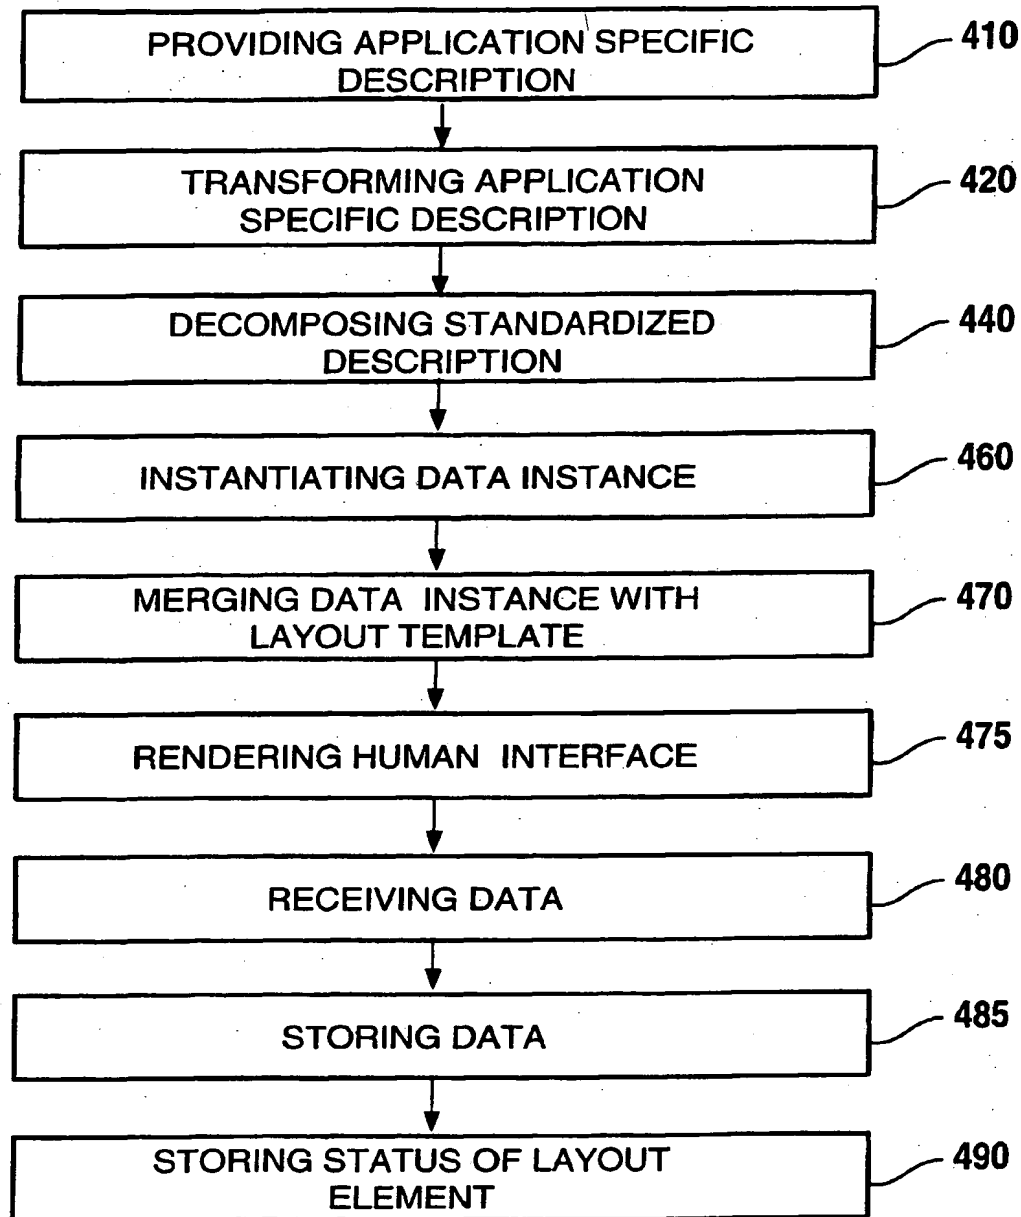 PROVIDING APPLICATION SPECIFIC
DESCRIPTION
410
TRANSFORMING APPLICATION
SPECIFIC DESCRIPTION
420
DECOMPOSING STANDARDIZED
DESCRIPTION
440
INSTANTIATING DATA INSTANCE
460
MERGING DATA INSTANCE WITH
LAYOUT TEMPLATE
470
RENDERING HUMAN INTERFACE
475
RECEIVING DATA
480
STORING DATA
485
STORING STATUS OF LAYOUT
ELEMENT
490